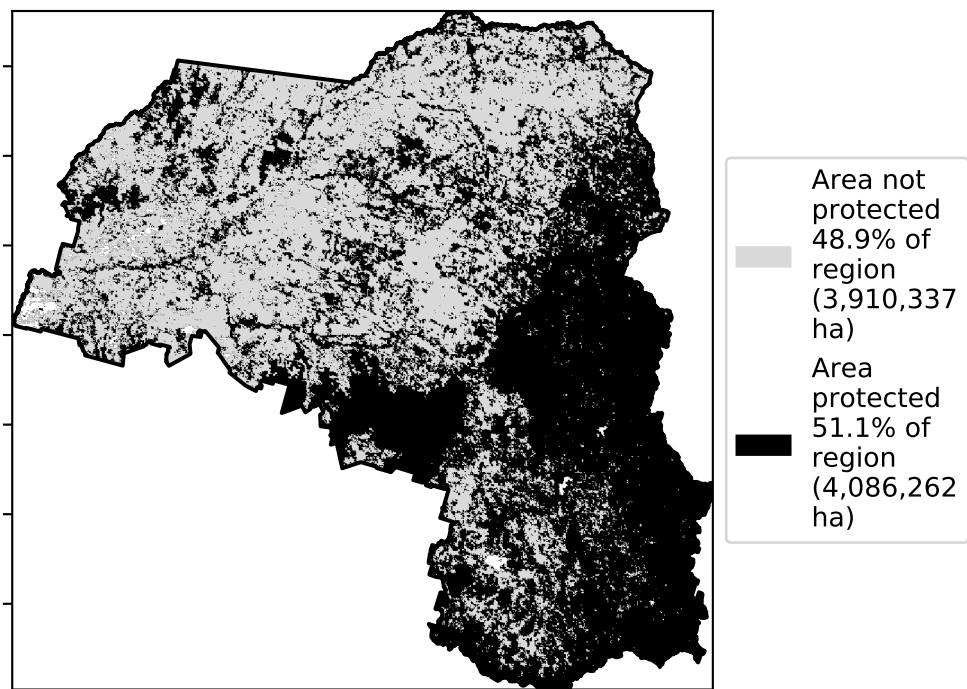 Area not
protected
48.9% of
region
(3,910,337
ha)
Area
protected
51.1% of
region
(4,086,262
ha)